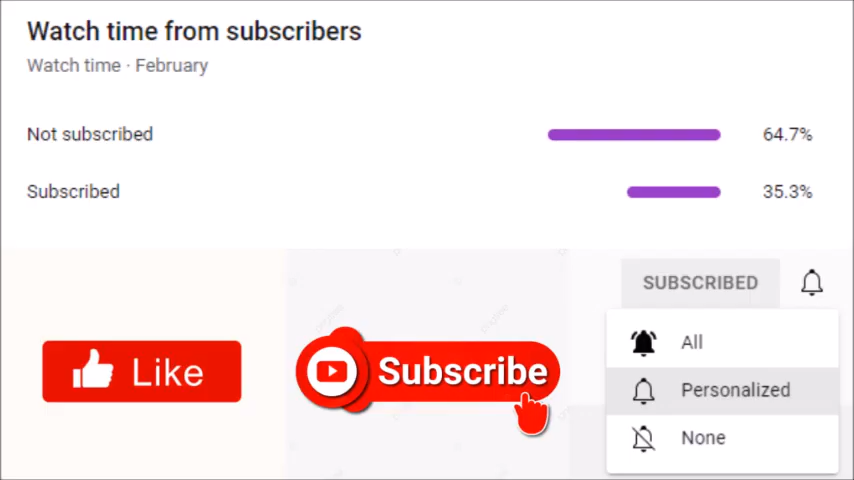 Watch time from subscribers
Watch time · February
Not subscribed 64.7%
Subscribed 35.3%
SUBSCRIBED
All
Like
Subscribe
Personalized
None